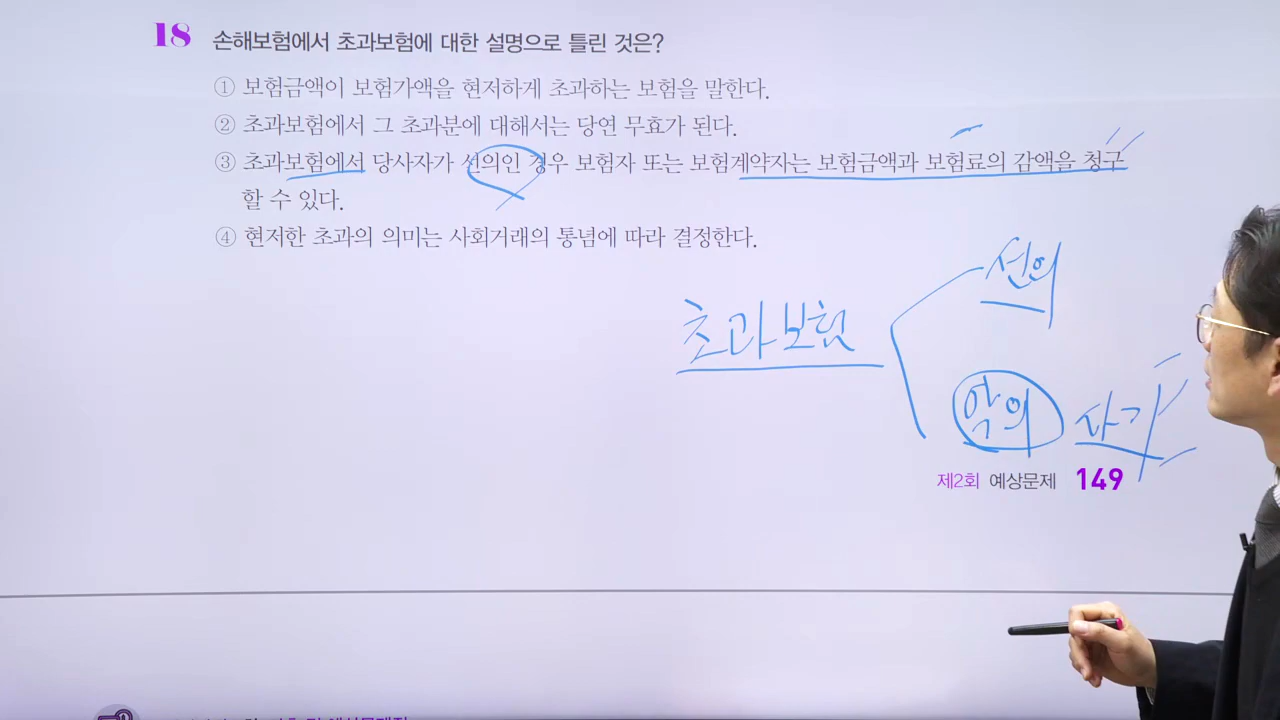 18 손해보험에서 초과보험에 대한 설명으로 틀린 것은?
① 보험금액이 보험가액을 현저하게 초과하는 보험을 말한다.
② 초과보험에서 그 초과분에 대해서는 당연 무효가 된다.
③ 초과보험에서 당사자가 선의인 경우 보험자 또는 보험계약자는 보험금액과 보험료의 감액을 청구
할 수 있다.
④ 현저한 초과의 의미는 사회거래의 통념에 따라 결정한다.
선의
초과보험
악의 사기
제2회 예상문제 149